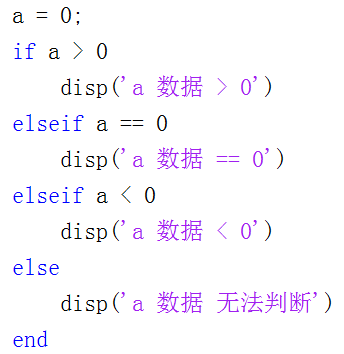 a = 0;
if a > 0
    disp('a 数据 > 0')
elseif a == 0
    disp('a 数据 == 0')
elseif a < 0
    disp('a 数据 < 0')
else
    disp('a 数据 无法判断')
end